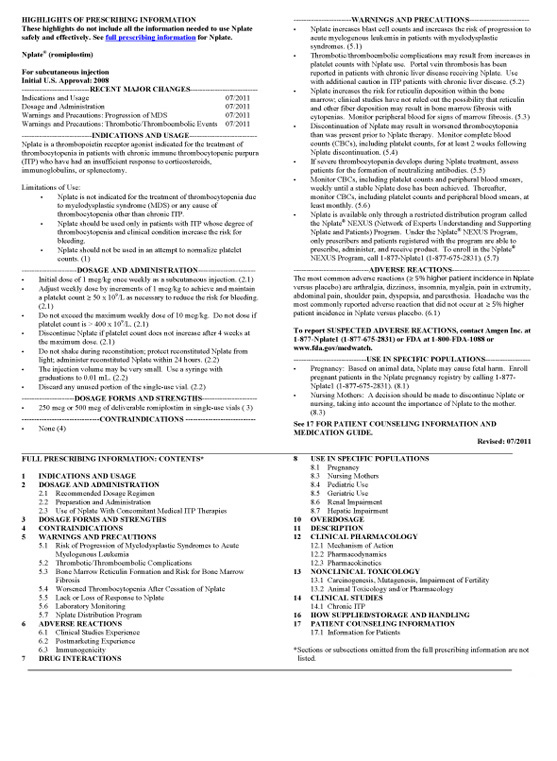 HIGHLIGHTS OF PRESCRIBING INFORMATION
These highlights do not include all the information needed to use Nplate
safely and effectively. See full prescribing information for Nplate.
Nplate® (romiplostim)
For subcutaneous injection
Initial U.S. Approval: 2008
----------------------------RECENT MAJOR CHANGES----------------------------
Indications and Usage 07/2011
Dosage and Administration 07/2011
Warnings and Precautions: Progression of MDS 07/2011
Warnings and Precautions: Thrombotic/Thromboembolic Events 07/2011
----------------------------INDICATIONS AND USAGE----------------------------
Nplate is a thrombopoietin receptor agonist indicated for the treatment of
thrombocytopenia in patients with chronic immune thrombocytopenic purpura
(ITP) who have had an insufficient response to corticosteroids,
immunoglobulins, or splenectomy.
Limitations of Use:
• Nplate is not indicated for the treatment of thrombocytopenia due
to myelodysplastic syndrome (MDS) or any cause of
thrombocytopenia other than chronic ITP.
• Nplate should be used only in patients with ITP whose degree of
thrombocytopenia and clinical condition increase the risk for
bleeding.
• Nplate should not be used in an attempt to normalize platelet
counts. (1)
----------------------DOSAGE AND ADMINISTRATION----------------------
• Initial dose of 1 mcg/kg once weekly as a subcutaneous injection. (2.1)
• Adjust weekly dose by increments of 1 mcg/kg to achieve and maintain
a platelet count ≥ 50 x 10⁹/L as necessary to reduce the risk for bleeding.
(2.1)
• Do not exceed the maximum weekly dose of 10 mcg/kg. Do not dose if
platelet count is > 400 x 10⁹/L. (2.1)
• Discontinue Nplate if platelet count does not increase after 4 weeks at
the maximum dose. (2.1)
• Do not shake during reconstitution; protect reconstituted Nplate from
light; administer reconstituted Nplate within 24 hours. (2.2)
• The injection volume may be very small. Use a syringe with
graduations to 0.01 mL. (2.2)
• Discard any unused portion of the single-use vial. (2.2)
---------------------DOSAGE FORMS AND STRENGTHS---------------------
• 250 mcg or 500 mcg of deliverable romiplostim in single-use vials ( 3)
-------------------------------CONTRAINDICATIONS -------------------------------
• None (4)
-----------------------WARNINGS AND PRECAUTIONS-----------------------
• Nplate increases blast cell counts and increases the risk of progression to
acute myelogenous leukemia in patients with myelodysplastic
syndromes. (5.1)
• Thrombotic/thromboembolic complications may result from increases in
platelet counts with Nplate use. Portal vein thrombosis has been
reported in patients with chronic liver disease receiving Nplate. Use
with additional caution in ITP patients with chronic liver disease. (5.2)
• Nplate increases the risk for reticulin deposition within the bone
marrow; clinical studies have not ruled out the possibility that reticulin
and other fiber deposition may result in bone marrow fibrosis with
cytopenias. Monitor peripheral blood for signs of marrow fibrosis. (5.3)
• Discontinuation of Nplate may result in worsened thrombocytopenia
than was present prior to Nplate therapy. Monitor complete blood
counts (CBCs), including platelet counts, for at least 2 weeks following
Nplate discontinuation. (5.4)
• If severe thrombocytopenia develops during Nplate treatment, assess
patients for the formation of neutralizing antibodies. (5.5)
• Monitor CBCs, including platelet counts and peripheral blood smears,
weekly until a stable Nplate dose has been achieved. Thereafter,
monitor CBCs, including platelet counts and peripheral blood smears, at
least monthly. (5.6)
• Nplate is available only through a restricted distribution program called
the Nplate® NEXUS (Network of Experts Understanding and Supporting
Nplate and Patients) Program. Under the Nplate® NEXUS Program,
only prescribers and patients registered with the program are able to
prescribe, administer, and receive product. To enroll in the Nplate®
NEXUS Program, call 1-877-Nplate1 (1-877-675-2831). (5.7)
------------------------------ADVERSE REACTIONS------------------------------
The most common adverse reactions (≥ 5% higher patient incidence in Nplate
versus placebo) are arthralgia, dizziness, insomnia, myalgia, pain in extremity,
abdominal pain, shoulder pain, dyspepsia, and paresthesia. Headache was the
most commonly reported adverse reaction that did not occur at ≥ 5% higher
patient incidence in Nplate versus placebo. (6.1)
To report SUSPECTED ADVERSE REACTIONS, contact Amgen Inc. at
1-877-Nplate1 (1-877-675-2831) or FDA at 1-800-FDA-1088 or
www.fda.gov/medwatch.
-----------------------USE IN SPECIFIC POPULATIONS-----------------------
• Pregnancy: Based on animal data, Nplate may cause fetal harm. Enroll
pregnant patients in the Nplate pregnancy registry by calling 1-877-
Nplate1 (1-877-675-2831). (8.1)
• Nursing Mothers: A decision should be made to discontinue Nplate or
nursing, taking into account the importance of Nplate to the mother.
(8.3)
See 17 FOR PATIENT COUNSELING INFORMATION AND
MEDICATION GUIDE.
Revised: 07/2011
FULL PRESCRIBING INFORMATION: CONTENTS*
1 INDICATIONS AND USAGE
2 DOSAGE AND ADMINISTRATION
2.1 Recommended Dosage Regimen
2.2 Preparation and Administration
2.3 Use of Nplate With Concomitant Medical ITP Therapies
3 DOSAGE FORMS AND STRENGTHS
4 CONTRAINDICATIONS
5 WARNINGS AND PRECAUTIONS
5.1 Risk of Progression of Myelodysplastic Syndromes to Acute
Myelogenous Leukemia
5.2 Thrombotic/Thromboembolic Complications
5.3 Bone Marrow Reticulin Formation and Risk for Bone Marrow
Fibrosis
5.4 Worsened Thrombocytopenia After Cessation of Nplate
5.5 Lack or Loss of Response to Nplate
5.6 Laboratory Monitoring
5.7 Nplate Distribution Program
6 ADVERSE REACTIONS
6.1 Clinical Studies Experience
6.2 Postmarketing Experience
6.3 Immunogenicity
7 DRUG INTERACTIONS
8 USE IN SPECIFIC POPULATIONS
8.1 Pregnancy
8.3 Nursing Mothers
8.4 Pediatric Use
8.5 Geriatric Use
8.6 Renal Impairment
8.7 Hepatic Impairment
10 OVERDOSAGE
11 DESCRIPTION
12 CLINICAL PHARMACOLOGY
12.1 Mechanism of Action
12.2 Pharmacodynamics
12.3 Pharmacokinetics
13 NONCLINICAL TOXICOLOGY
13.1 Carcinogenesis, Mutagenesis, Impairment of Fertility
13.2 Animal Toxicology and/or Pharmacology
14 CLINICAL STUDIES
14.1 Chronic ITP
16 HOW SUPPLIED/STORAGE AND HANDLING
17 PATIENT COUNSELING INFORMATION
17.1 Information for Patients
*Sections or subsections omitted from the full prescribing information are not
listed.